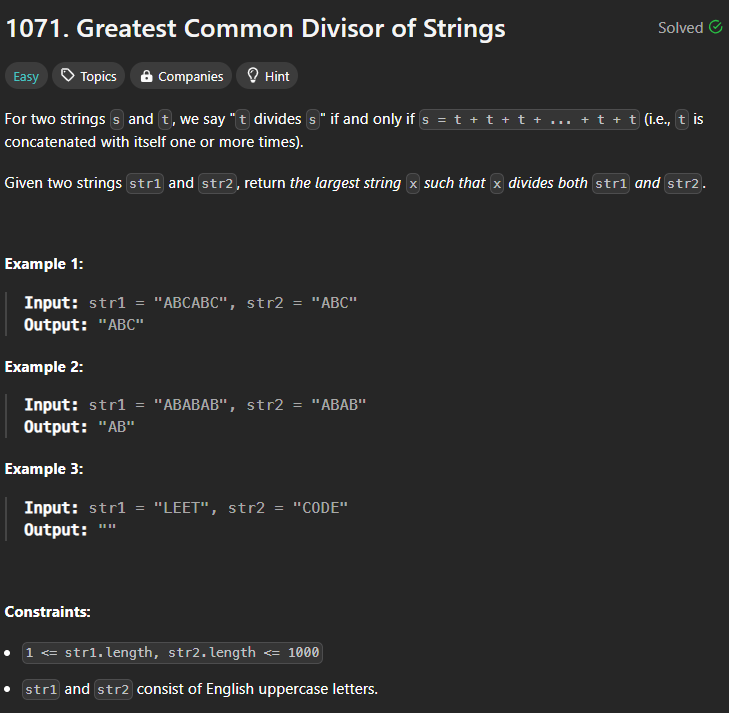 1071. Greatest Common Divisor of Strings
Solved
Easy Topics Companies Hint
For two strings s and t, we say "t divides s" if and only if s = t + t + t + ... + t + t (i.e., t is
concatenated with itself one or more times).
Given two strings str1 and str2, return the largest string x such that x divides both str1 and str2.
Example 1:
Input: str1 = "ABCABC", str2 = "ABC"
Output: "ABC"
Example 2:
Input: str1 = "ABABAB", str2 = "ABAB"
Output: "AB"
Example 3:
Input: str1 = "LEET", str2 = "CODE"
Output: ""
Constraints:
• 1 <= str1.length, str2.length <= 1000
• str1 and str2 consist of English uppercase letters.